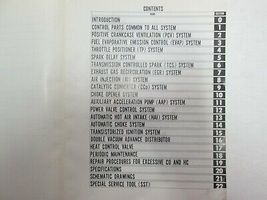 CONTENTS
INTRODUCTION 0
CONTROL PARTS COMMON TO ALL SYSTEM 1
POSITIVE CRANKCASE VENTILATION (PCV) SYSTEM 2
FUEL EVAPORATIVE EMISSION CONTROL (EVAP) SYSTEM 3
THROTTLE POSITIONER (TP) SYSTEM 4
SPARK DELAY SYSTEM 5
TRANSMISSION CONTROLLED SPARK (TCS) SYSTEM 6
EXHAUST GAS RECIRCULATION (EGR) SYSTEM 7
AIR INJECTION (AI) SYSTEM 8
CATALYTIC CONVERTER (CCo) SYSTEM 9
CHOKE OPENER SYSTEM 10
AUXILIARY ACCELERATION PUMP (AAP) SYSTEM 11
POWER VALVE CONTROL SYSTEM 12
AUTOMATIC HOT AIR INTAKE (HAI) SYSTEM 13
AUTOMATIC CHOKE SYSTEM 14
TRANSISTORIZED IGNITION SYSTEM 15
DOUBLE VACUUM ADVANCE DISTRIBUTOR 16
HEAT CONTROL VALVE 17
PERIODIC MAINTENANCE 18
REPAIR PROCEDURES FOR EXCESSIVE CO AND HC 19
SPECIFICATIONS 20
SCHEMATIC DRAWINGS 21
SPECIAL SERVICE TOOL (SST) 22